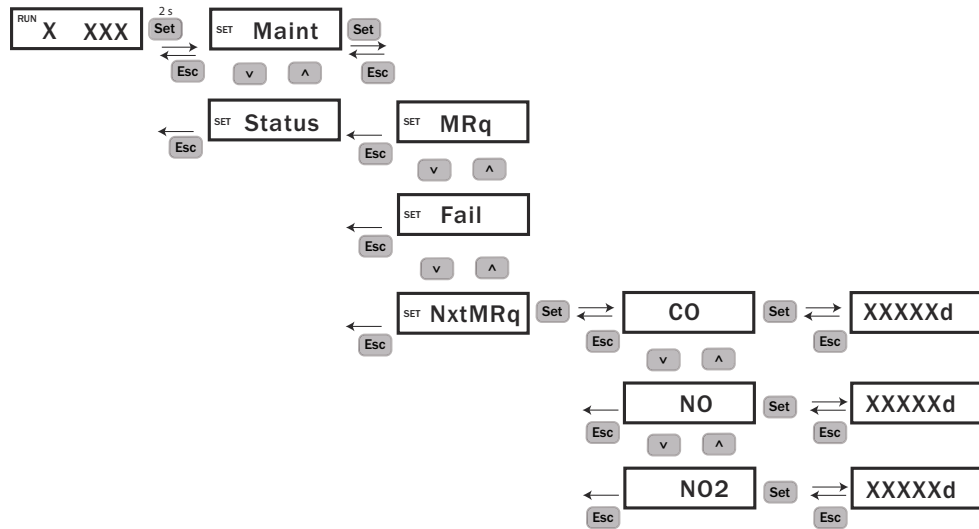 RUN X XXX
2 s
Set
SET Maint
Set
Esc
v
^
Esc
SET Status
Esc
SET MRq
Esc
v
^
SET Fail
Esc
v
^
SET NxtMRq
Set
CO
Set
XXXXXd
Esc
Esc
Esc
v
^
NO
Set
XXXXXd
Esc
v
^
Esc
NO2
Set
XXXXXd
Esc
Esc